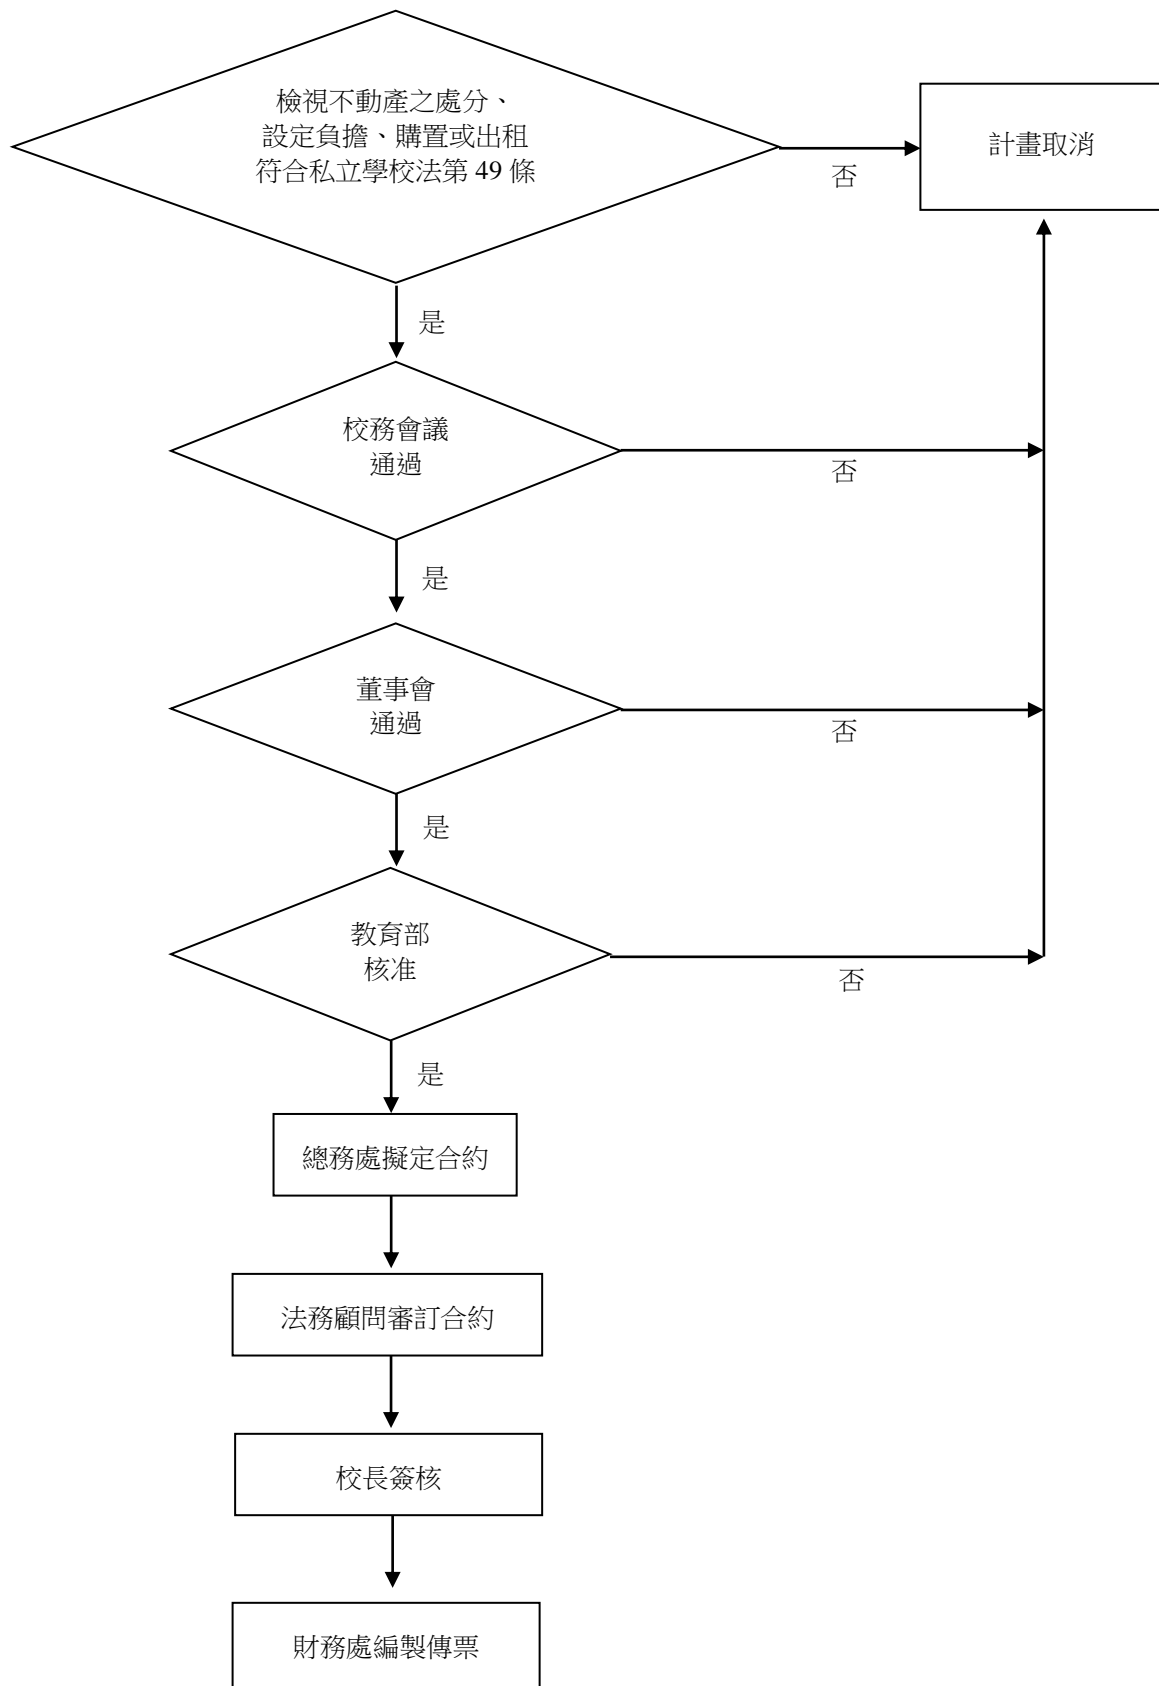 檢視不動產之處分、
設定負擔、購置或出租
符合私立學校法第 49 條
否
計畫取消
是
校務會議
通過
否
是
董事會
通過
否
是
教育部
核准
否
是
總務處擬定合約
法務顧問審訂合約
校長簽核
財務處編製傳票